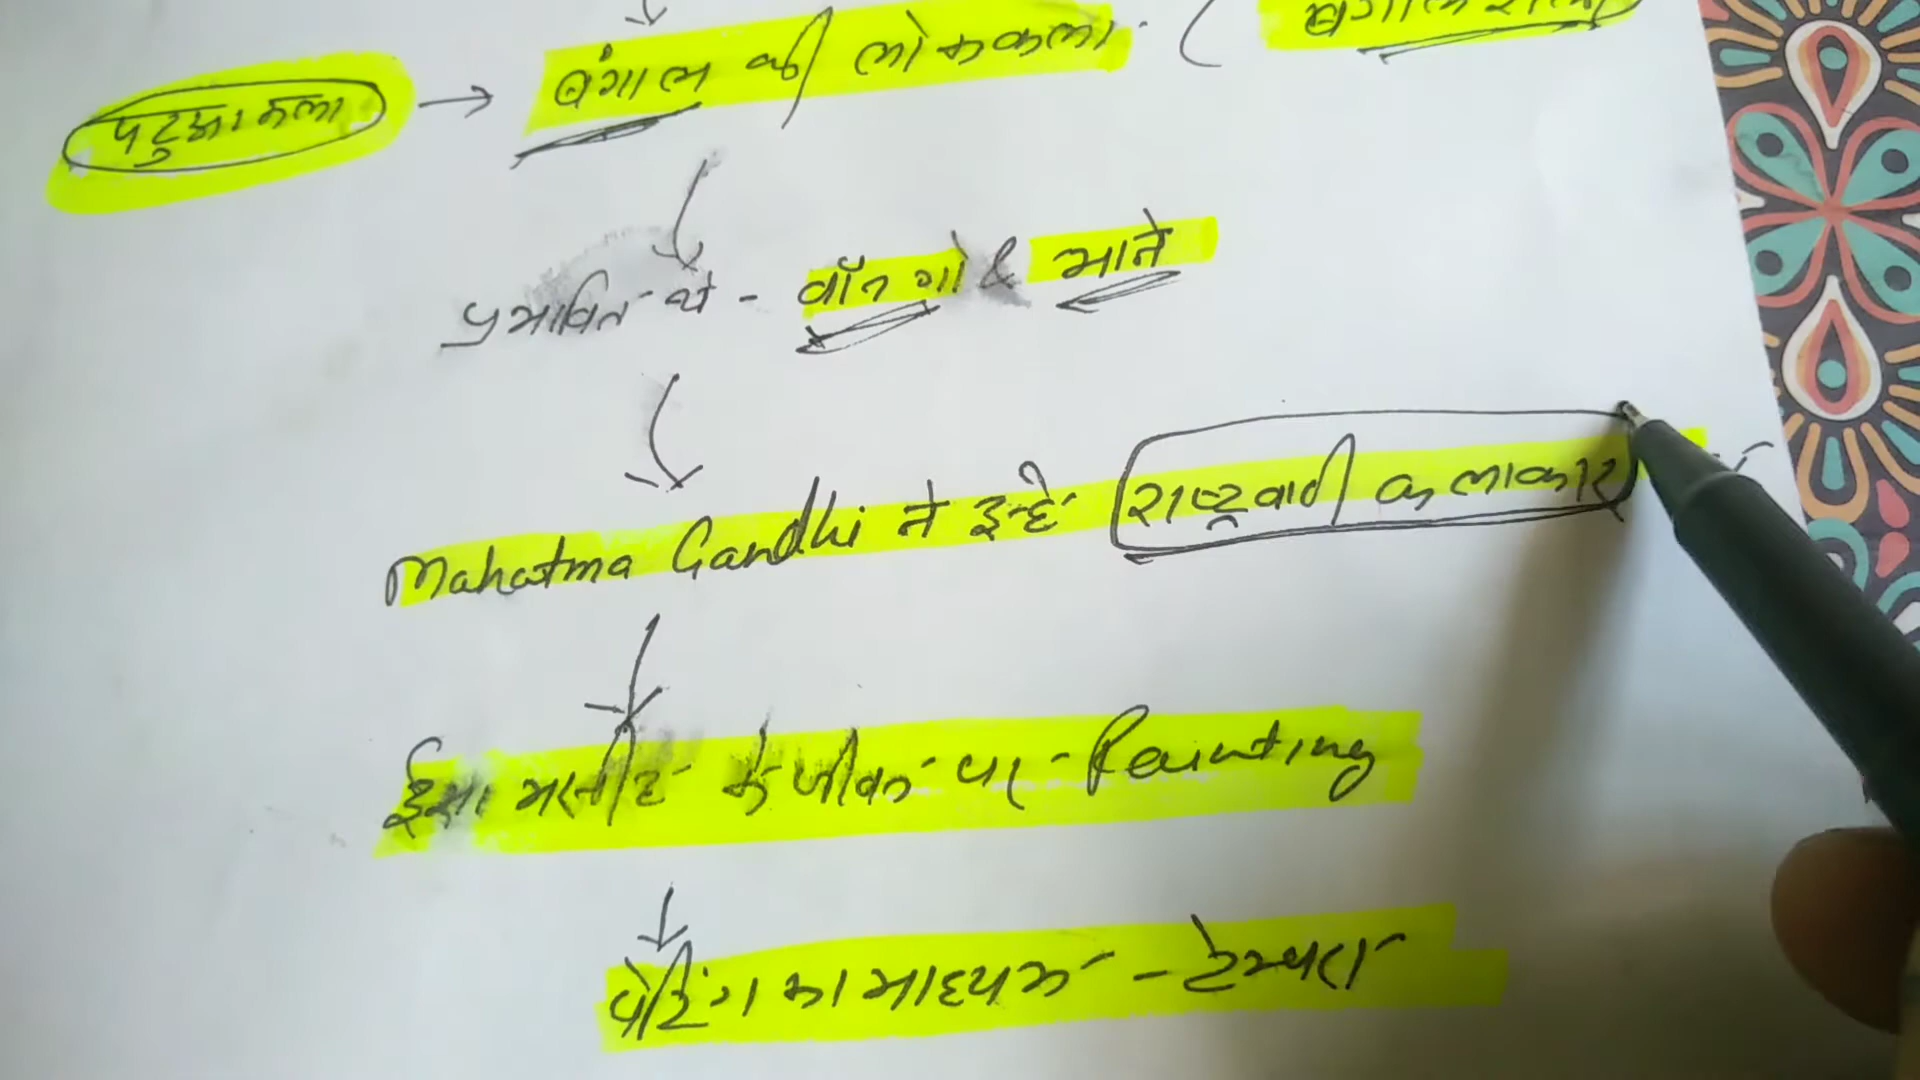 पटुआ कला → बंगाल की लोककला (बंगाल शैली
प्रभावित थे - वॉन गो & माने
Mahatma Gandhi ने इन्हे राष्ट्रवादी कलाकार
ईसा मसीह के जीवन पर - Painting
पेंटिंग का माध्यम - टेम्परा